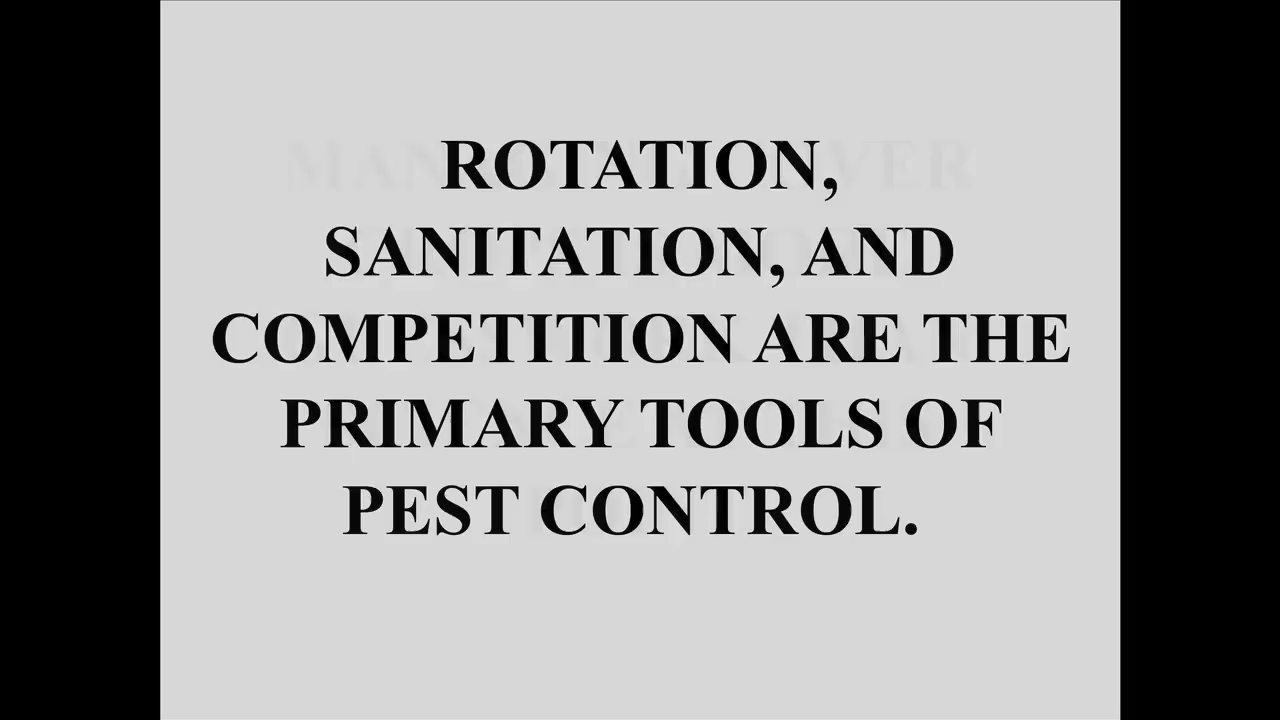 ROTATION,
SANITATION, AND
COMPETITION ARE THE
PRIMARY TOOLS OF
PEST CONTROL.